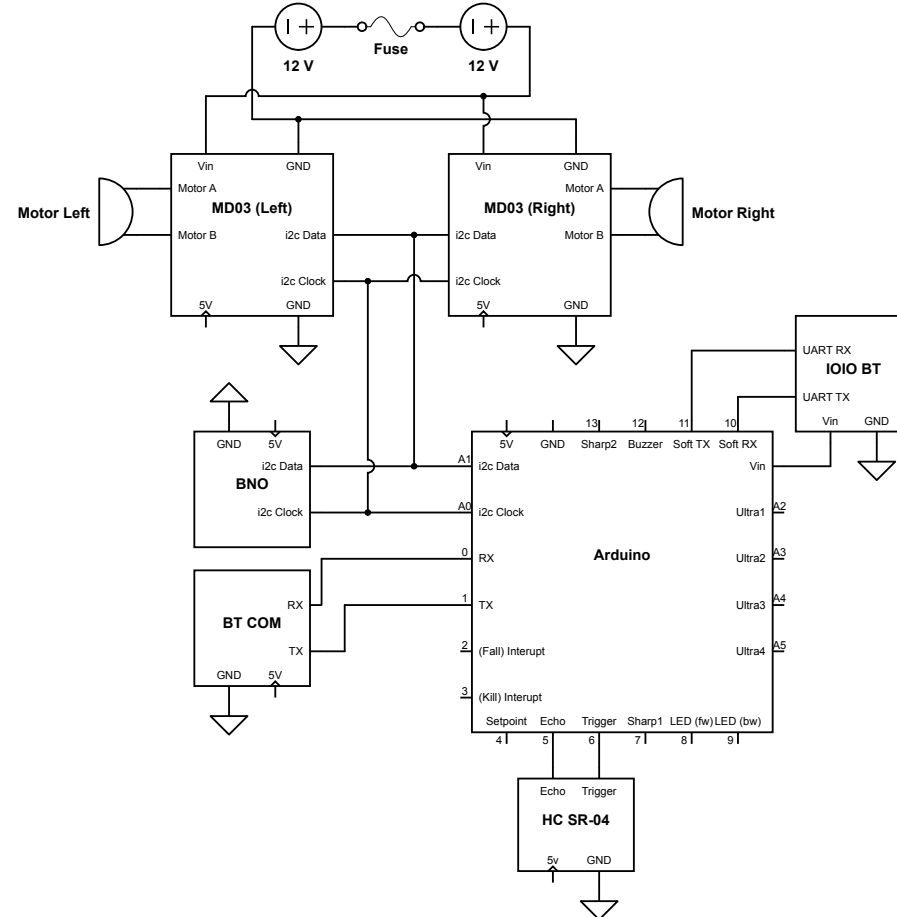 Fuse
12 V
12 V
Vin
GND
Vin
GND
Motor A
Motor A
Motor Left
MD03 (Left)
MD03 (Right)
Motor Right
Motor B
i2c Data
i2c Data
Motor B
i2c Clock
i2c Clock
5V
GND
5V
GND
UART RX
IOIO BT
UART TX
Vin
GND
13
12
11
10
GND
5V
5V
GND
Sharp2
Buzzer
Soft TX
Soft RX
i2c Data
A1
i2c Data
Vin
BNO
i2c Clock
A0
i2c Clock
Ultra1
A2
0
RX
Arduino
Ultra2
A3
RX
1
TX
Ultra3
A4
BT COM
TX
2
(Fall) Interupt
Ultra4
A5
GND
5V
3
(Kill) Interupt
Setpoint
Echo
Trigger
Sharp1
LED (fw)
LED (bw)
4
5
6
7
8
9
Echo
Trigger
HC SR-04
5v
GND